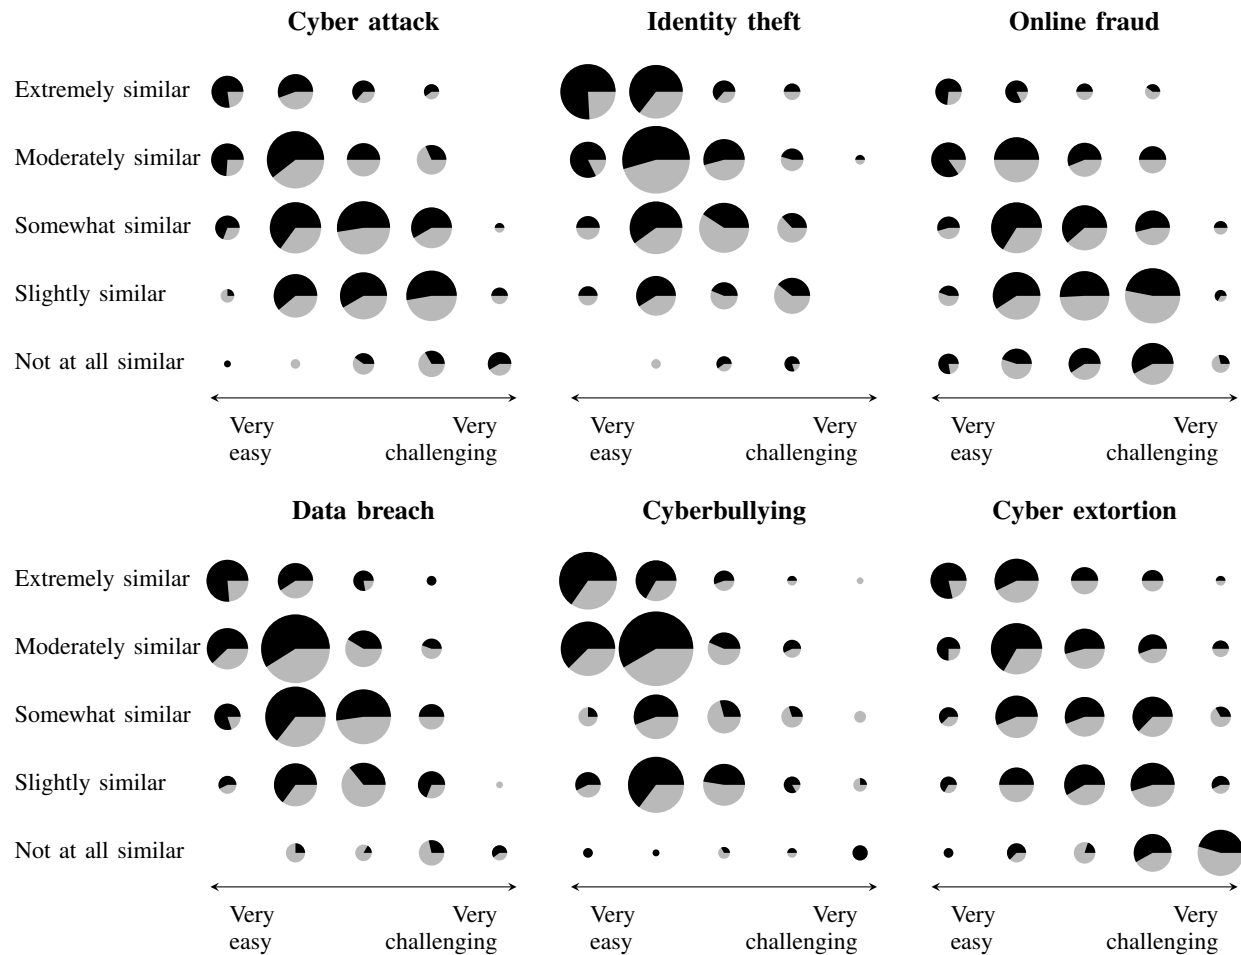 Cyber attack
Identity theft
Online fraud
Extremely similar
Moderately similar
Somewhat similar
Slightly similar
Not at all similar
Very easy
Very challenging
Very easy
Very challenging
Very easy
Very challenging
Data breach
Cyberbullying
Cyber extortion
Extremely similar
Moderately similar
Somewhat similar
Slightly similar
Not at all similar
Very easy
Very challenging
Very easy
Very challenging
Very easy
Very challenging